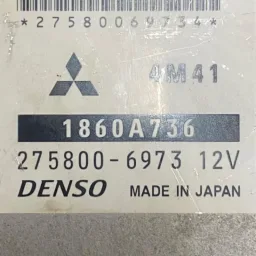 *27580069734*
4M41
1860A736
275800-6973 12V
DENSO MADE IN JAPAN